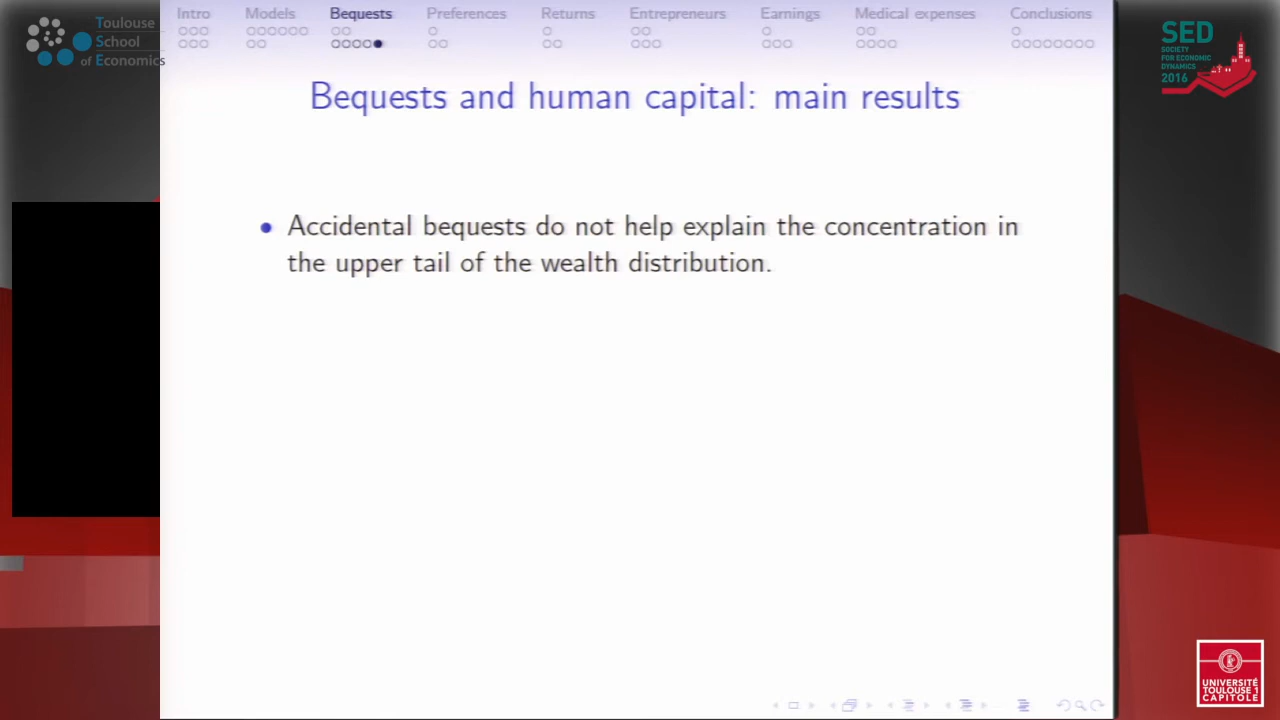 Intro Models Bequests Preferences Returns Entrepreneurs Earnings Medical expenses Conclusions
Toulouse
School
of Economics
SED
SOCIETY
FOR ECONOMIC
DYNAMICS
2016
Bequests and human capital: main results
Accidental bequests do not help explain the concentration in
the upper tail of the wealth distribution.
UNIVERSITÉ
TOULOUSE 1
CAPITOLE